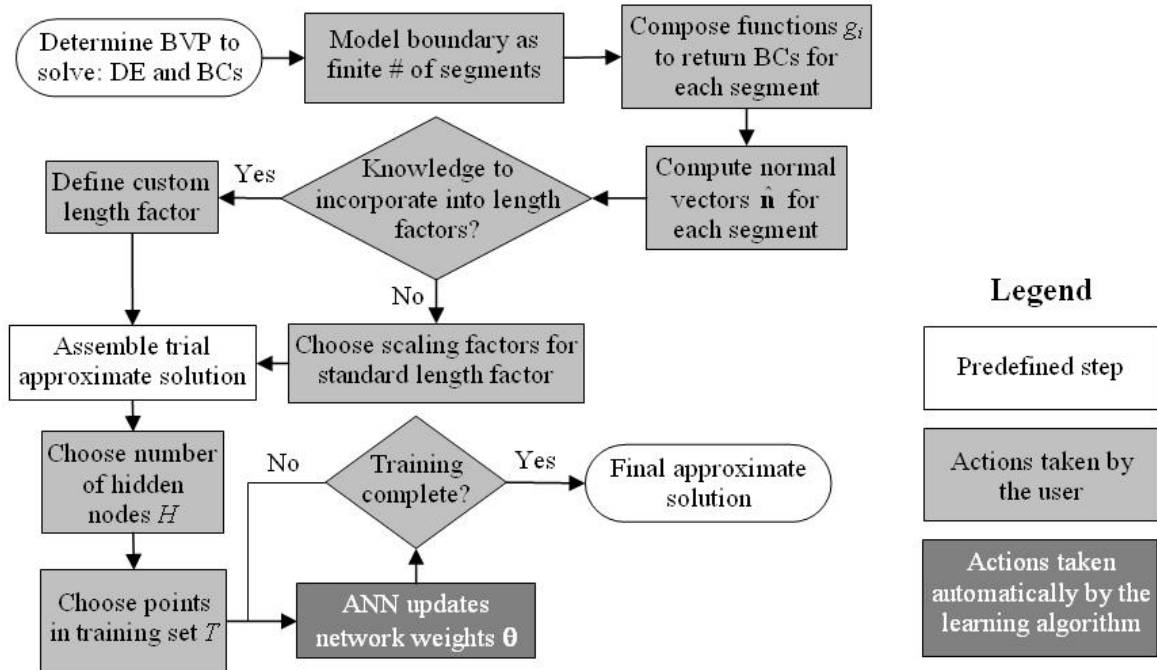 Determine BVP to
solve: DE and BCs
Model boundary as
finite # of segments
Compose functions gi
to return BCs for
each segment
Compute normal
vectors n̂ for
each segment
Knowledge to
incorporate into length
factors?
Yes
Define custom
length factor
No
Choose scaling factors for
standard length factor
Assemble trial
approximate solution
Choose number
of hidden
nodes H
Choose points
in training set T
ANN updates
network weights θ
Training
complete?
No
Yes
Final approximate
solution
Legend
Predefined step
Actions taken by
the user
Actions taken
automatically by the
learning algorithm